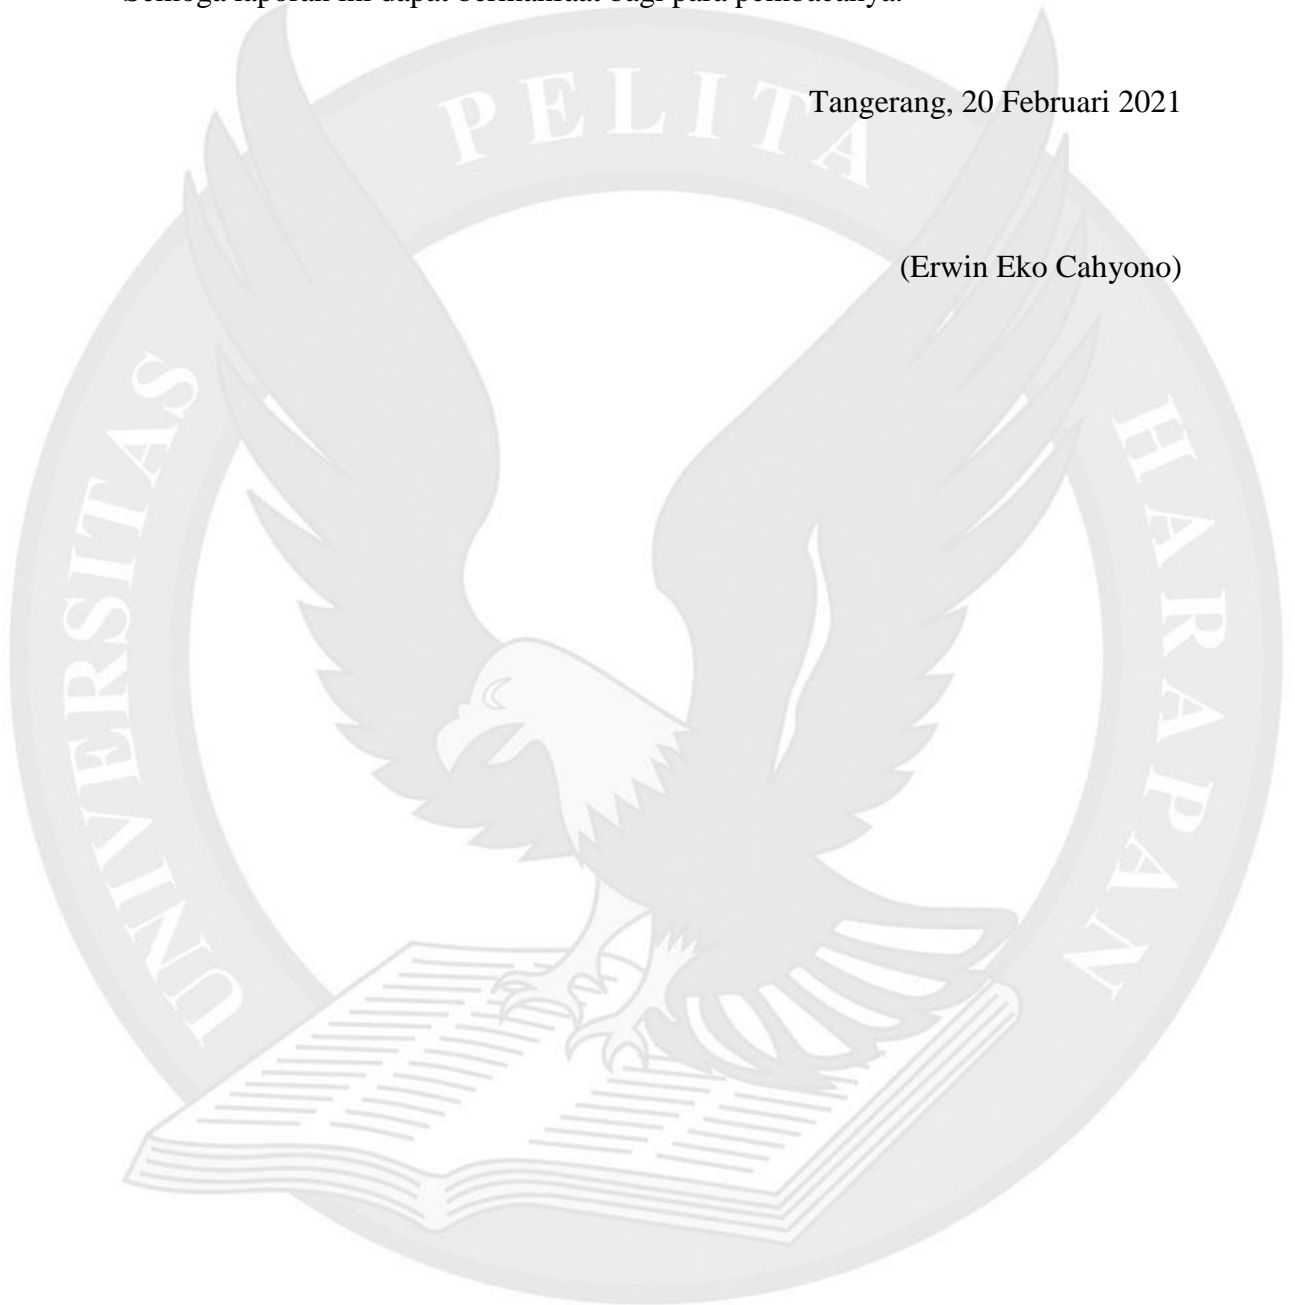 Semoga laporan ini dapat bermanfaat bagi para pembacanya.
PELITA
Tangerang, 20 Februari 2021
(Erwin Eko Cahyono)
UNIVERSITAS
HARAPAN